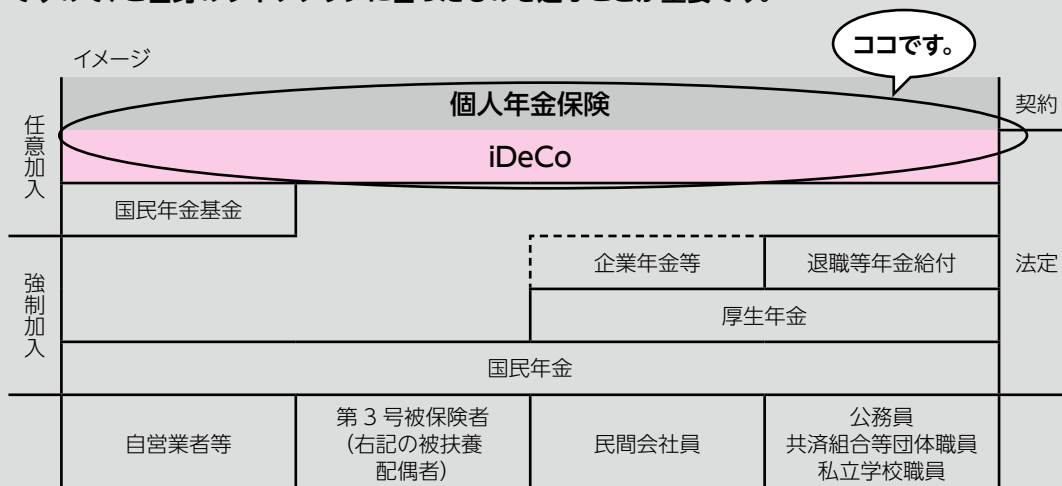 ココです。
イメージ
個人年金保険
契約
任意加入
iDeCo
国民年金基金
企業年金等
退職等年金給付
法定
強制加入
厚生年金
国民年金
自営業者等
第3号被保険者
(右記の被扶養
配偶者)
民間会社員
公務員
共済組合等団体職員
私立学校職員